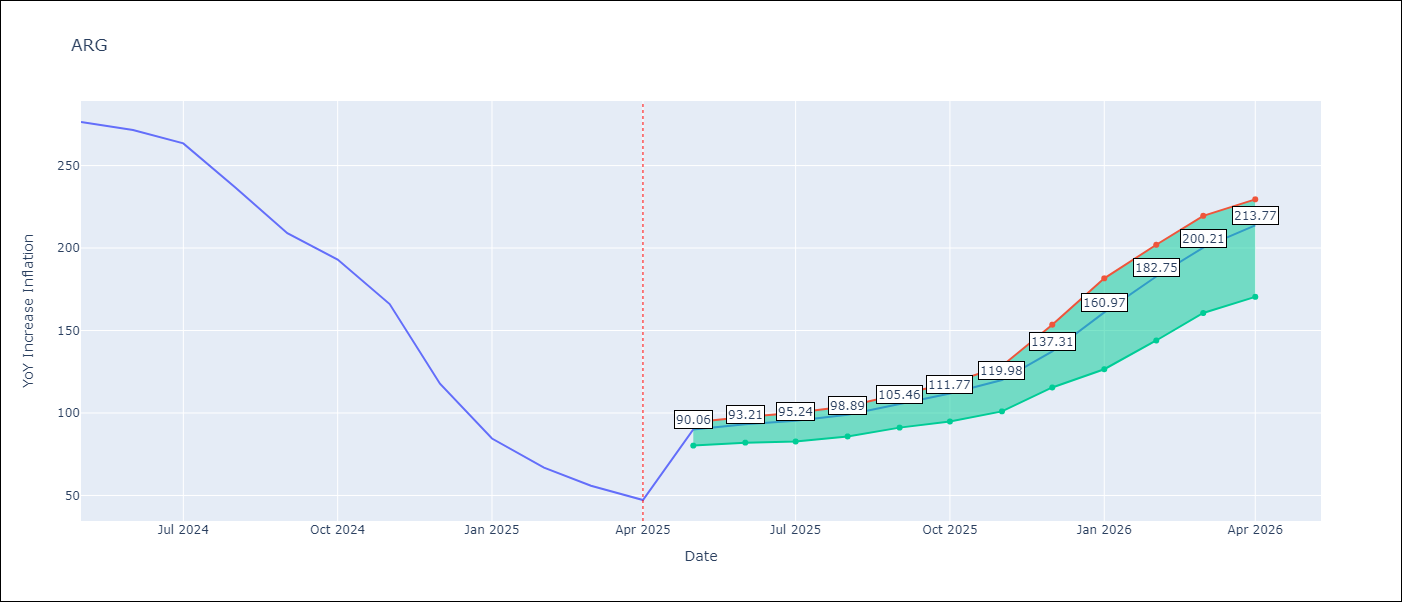 ARG
YoY Increase Inflation
250
200
150
100
50
90.06
93.21
95.24
98.89
105.46
111.77
119.98
137.31
160.97
182.75
200.21
213.77
Jul 2024
Oct 2024
Jan 2025
Apr 2025
Jul 2025
Oct 2025
Jan 2026
Apr 2026
Date